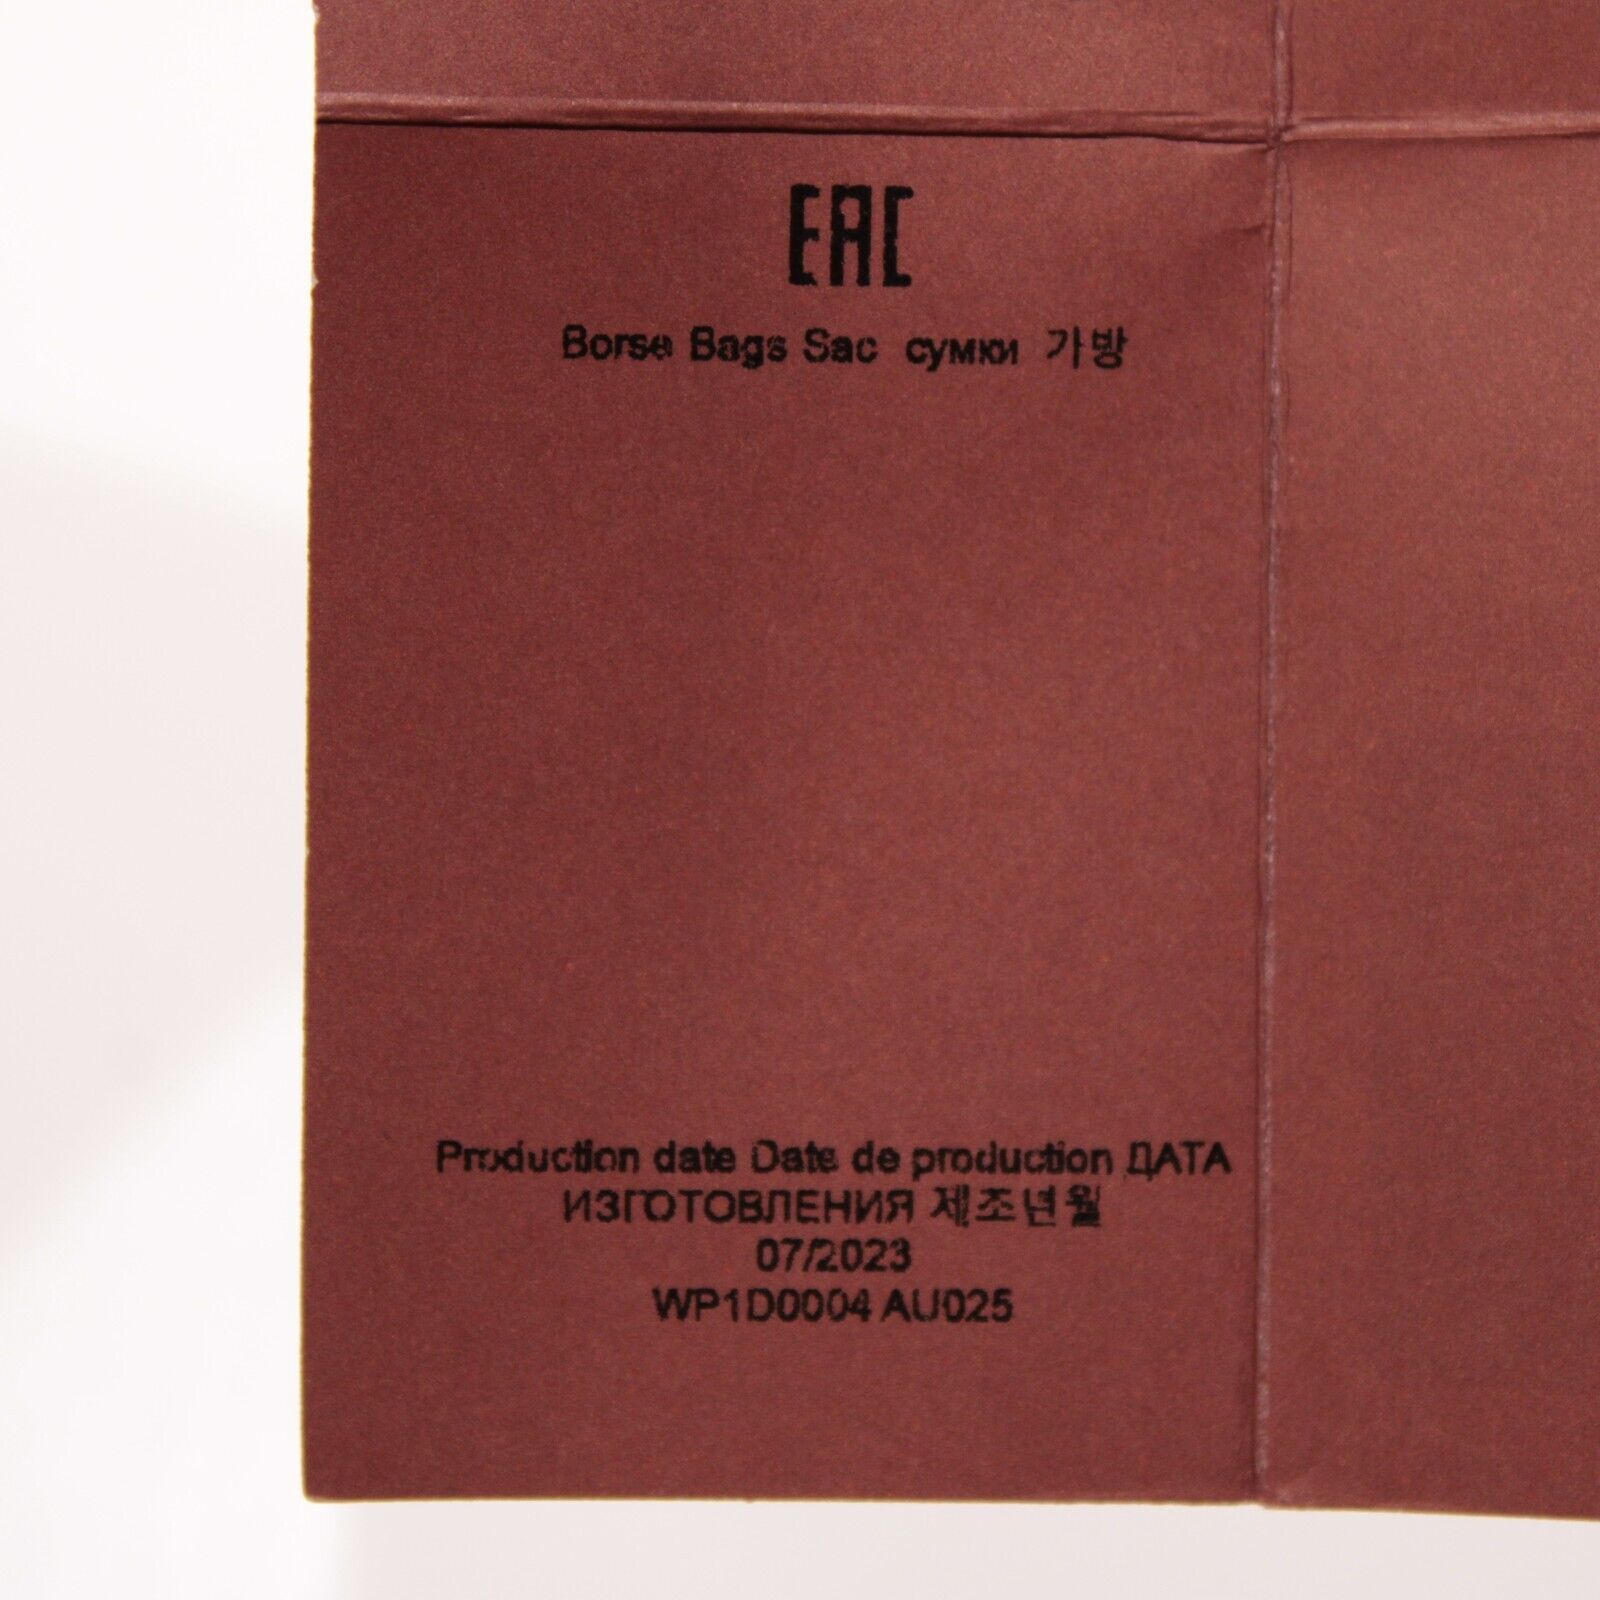 EAC
Borse Bags Sac сумки 가방
Production date Date de production ДАТА
ИЗГОТОВЛЕНИЯ 제조년월
07/2023
WP1D0004 AU025